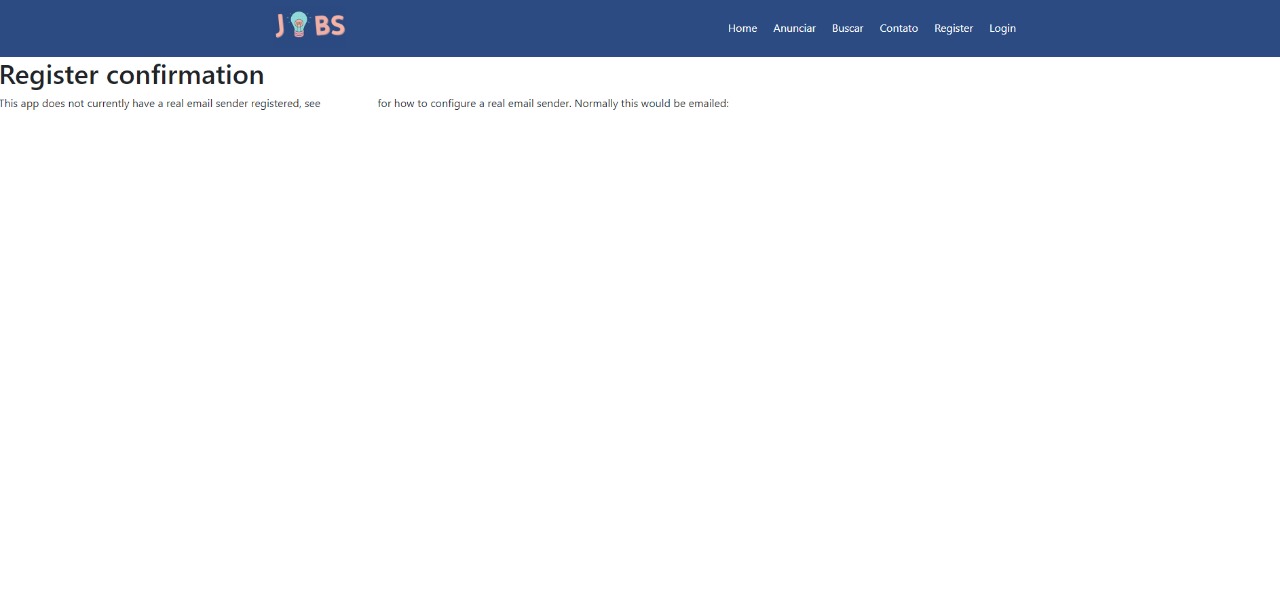 JOBS
Home Anunciar Buscar Contato Register Login
Register confirmation
This app does not currently have a real email sender registered, see for how to configure a real email sender. Normally this would be emailed: